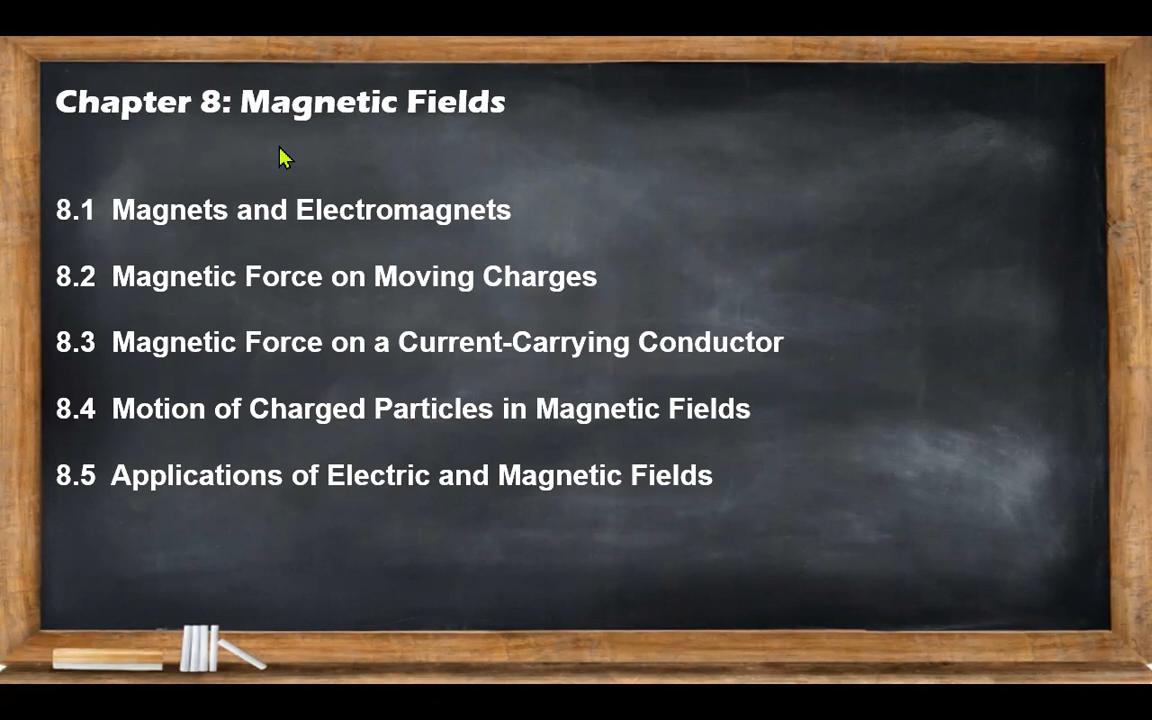 Chapter 8: Magnetic Fields
8.1 Magnets and Electromagnets
8.2 Magnetic Force on Moving Charges
8.3 Magnetic Force on a Current-Carrying Conductor
8.4 Motion of Charged Particles in Magnetic Fields
8.5 Applications of Electric and Magnetic Fields